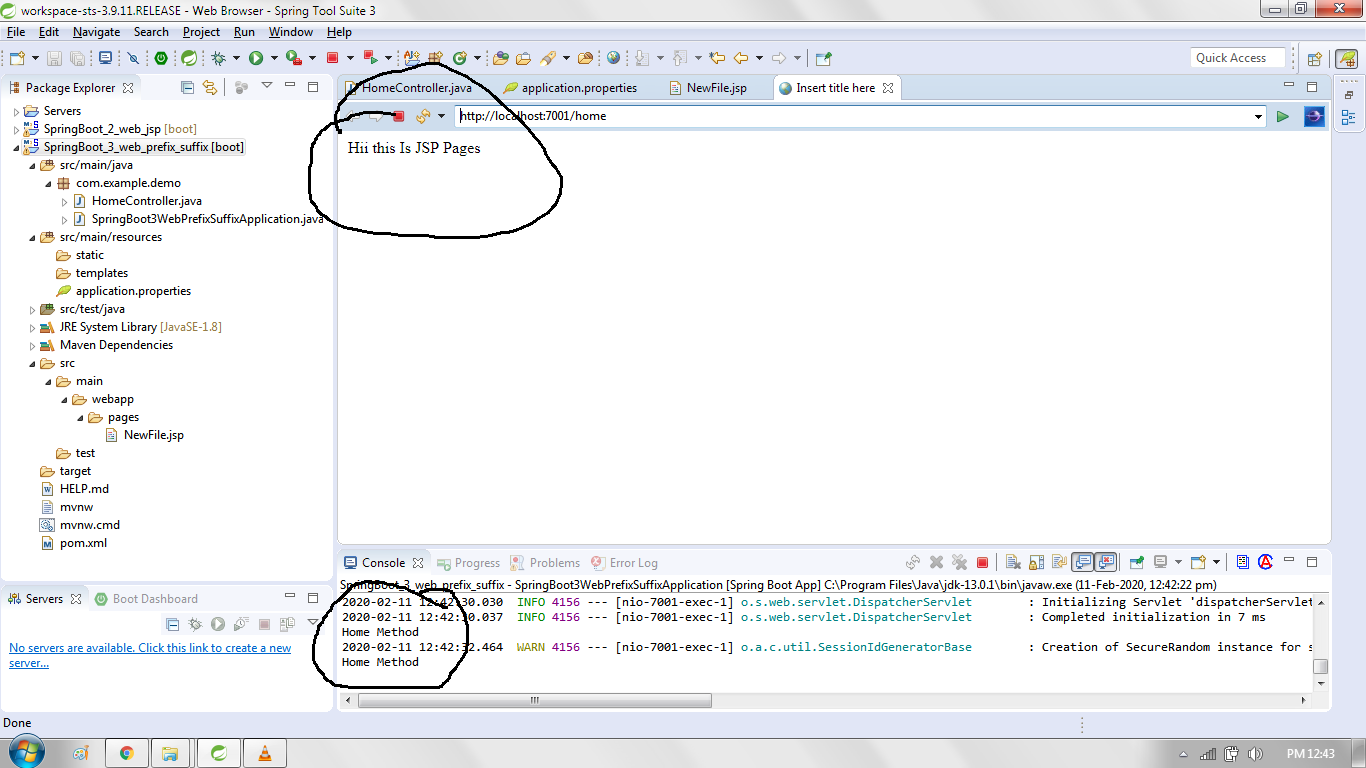 workspace-sts-3.9.11.RELEASE - Web Browser - Spring Tool Suite 3
File Edit Navigate Search Project Run Window Help
Quick Access
Package Explorer
Servers
SpringBoot_2_web_jsp [boot]
SpringBoot_3_web_prefix_suffix [boot]
src/main/java
com.example.demo
HomeController.java
SpringBoot3WebPrefixSuffixApplication.java
src/main/resources
static
templates
application.properties
src/test/java
JRE System Library [JavaSE-1.8]
Maven Dependencies
src
main
webapp
pages
NewFile.jsp
test
target
HELP.md
mvnw
mvnw.cmd
pom.xml
HomeController.java application.properties NewFile.jsp Insert title here
http://localhost:7001/home
Hii this Is JSP Pages
Servers Boot Dashboard
No servers are available. Click this link to create a new
server...
Console Progress Problems Error Log
SpringBoot_3_web_prefix_suffix - SpringBoot3WebPrefixSuffixApplication [Spring Boot App] C:\Program Files\Java\jdk-13.0.1\bin\javaw.exe (11-Feb-2020, 12:42:22 pm)
2020-02-11 12:42:30.030 INFO 4156 --- [nio-7001-exec-1] o.s.web.servlet.DispatcherServlet : Initializing Servlet 'dispatcherServlet
2020-02-11 12:42:30.037 INFO 4156 --- [nio-7001-exec-1] o.s.web.servlet.DispatcherServlet : Completed initialization in 7 ms
Home Method
2020-02-11 12:42:32.464 WARN 4156 --- [nio-7001-exec-1] o.a.c.util.SessionIdGeneratorBase : Creation of SecureRandom instance for s
Home Method
Done
PM 12:43